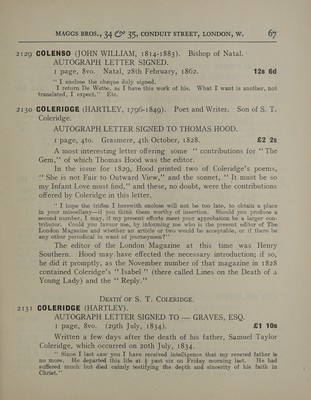 MAGGS BROS., 34 & 35, CONDUIT STREET, LONDON, W. 67
2129 COLENSO (JOHN WILLIAM, 1814-1883). Bishop of Natal.
AUTOGRAPH LETTER SIGNED.
1 page, 8vo. Natal, 28th February, 1862. 12s 6d
" I enclose the cheque duly signed.
I return De Wette, as I have this work of his. What I want is another, not
translated, I expect." Etc.
2130 COLERIDGE (HARTLEY, 1796-1849). Poet and Writer. Son of S. T.
Coleridge.
AUTOGRAPH LETTER SIGNED TO THOMAS HOOD.
1 page, 4to. Grasmere, 4th October, 1828. £2 2s
A most interesting letter offering some " contributions for " The
Gem," of which Thomas Hood was the editor.
In the issue for 1829, Hood printed two of Coleridge's poems,
" She is not Fair to Outward View," and the sonnet, " It must be so
my Infant Love must find," and these, no doubt, were the contributions
offered by Coleridge in this letter.
" I hope the trifles I herewith enclose will not be too late, to obtain a place
in your miscellany—if you think them worthy of insertion. Should you produce a
second number, I may, if my present efforts meet your approbation be a larger con-
tributor. Could you favour me, by informing me who is the present editor of The
London Magazine and whether an article or two would be acceptable, or if there be
any other periodical in want of journeymen?"
The editor of the London Magazine at this time was Henry
Southern. Hood may have effected the necessary introduction; if so,
he did it promptly, as the November number of that magazine in 1828
contained Coleridge's " Isabel " (there called Lines on the Death of a
Young Lady) and the " Reply."
DEATH OF S. T. COLERIDGE.
2131 COLERIDGE (HARTLEY).
AUTOGRAPH LETTER SIGNED TO — GRAVES, ESQ.
1 page, 8vo. (29th July, 1834). £1 10s
Written a few days after the death of his father, Samuel Taylor
Coleridge, which occurred on 20th July, 1834.
" Since I last saw you I have received intelligence that my revered father is
no more. He departed this life at ½ past six on Friday morning last. He had
suffered much but died calmly testifying the depth and sincerity of his faith in
Christ."